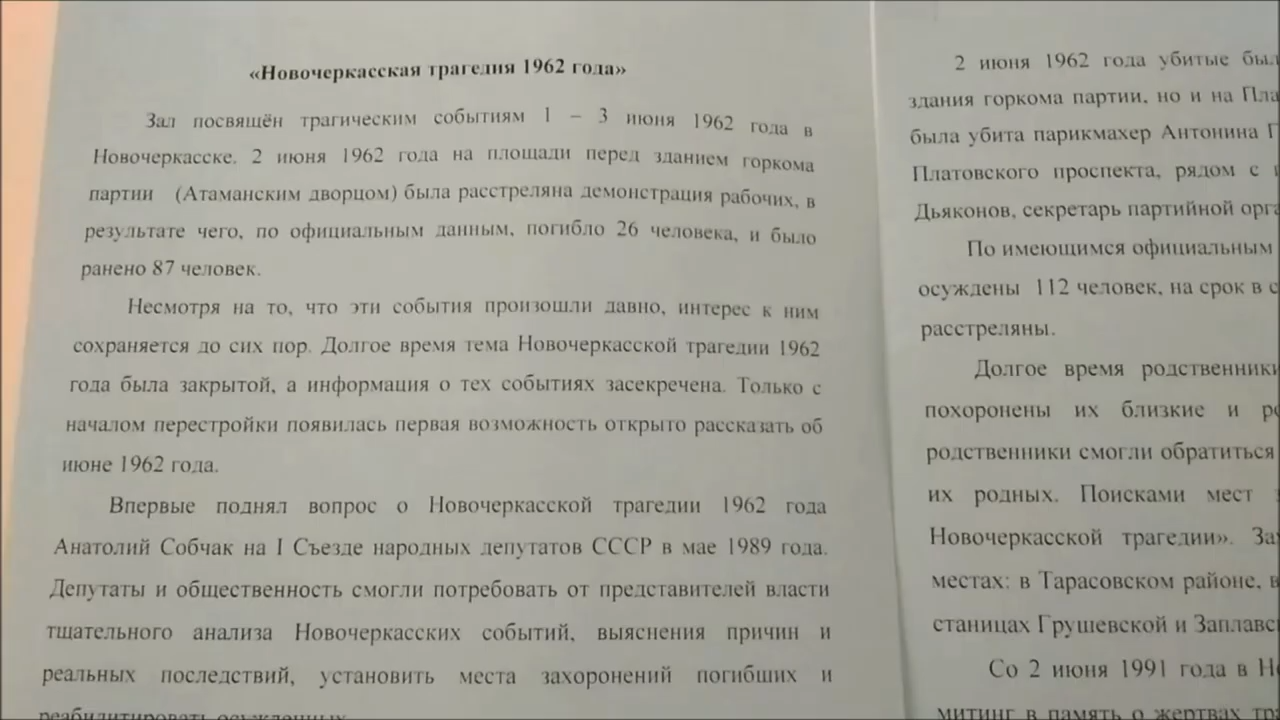 «Новочеркасская трагедия 1962 года»
Зал посвящён трагическим событиям 1 – 3 июня 1962 года в
Новочеркасске. 2 июня 1962 года на площади перед зданием горкома
партии (Атаманским дворцом) была расстреляна демонстрация рабочих, в
результате чего, по официальным данным, погибло 26 человека, и было
ранено 87 человек.
Несмотря на то, что эти события произошли давно, интерес к ним
сохраняется до сих пор. Долгое время тема Новочеркасской трагедии 1962
года была закрытой, а информация о тех событиях засекречена. Только с
началом перестройки появилась первая возможность открыто рассказать об
июне 1962 года.
Впервые поднял вопрос о Новочеркасской трагедии 1962 года
Анатолий Собчак на I Съезде народных депутатов СССР в мае 1989 года.
Депутаты и общественность смогли потребовать от представителей власти
тщательного анализа Новочеркасских событий, выяснения причин и
реальных последствий, установить места захоронений погибших и
реабилитировать осужденных.
2 июня 1962 года убитые
здания горкома партии, но и на
была убита парикмахер Антонина
Платовского проспекта, рядом с
Дьяконов, секретарь партийной
По имеющимся официальным
осуждены 112 человек, на срок в
расстреляны.
Долгое время родственники
похоронены их близкие и
родственники смогли обратиться
их родных. Поисками мест
Новочеркасской трагедии».
местах: в Тарасовском районе, в
станицах Грушевской и
Со 2 июня 1991 года в
митинг в память о жертвах